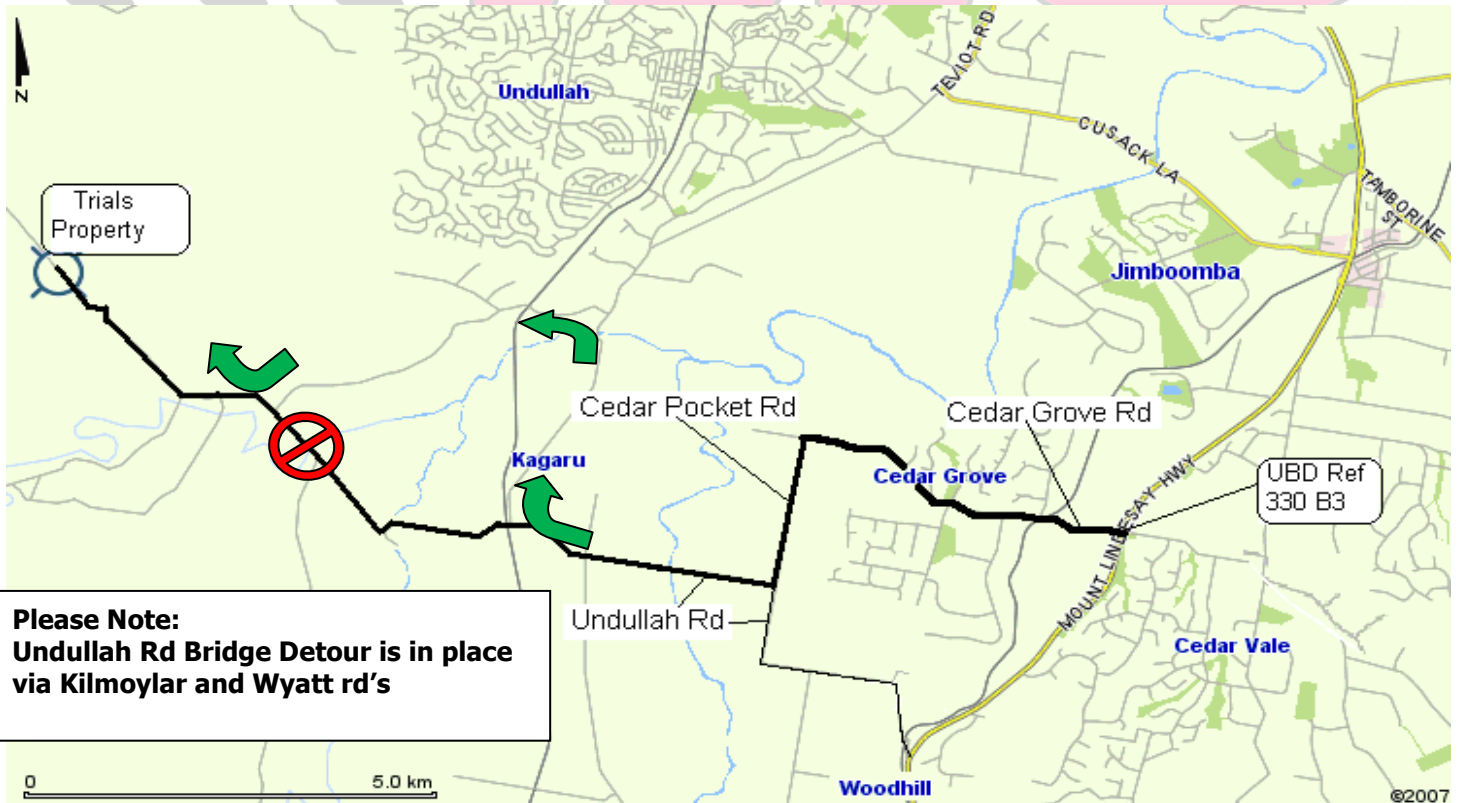 N
Undullah
TEVIOT RD
CUSACK LA
TAMBORINE
ST
Trials
Property
Jimboomba
Cedar Pocket Rd
Cedar Grove Rd
Kagaru
Cedar Grove
MOUNT LINDESAY HWY
UBD Ref
330 B3
Undullah Rd
Cedar Vale
Please Note:
Undullah Rd Bridge Detour is in place
via Kilmoylar and Wyatt rd's
0
5.0 km
Woodhill
©2007